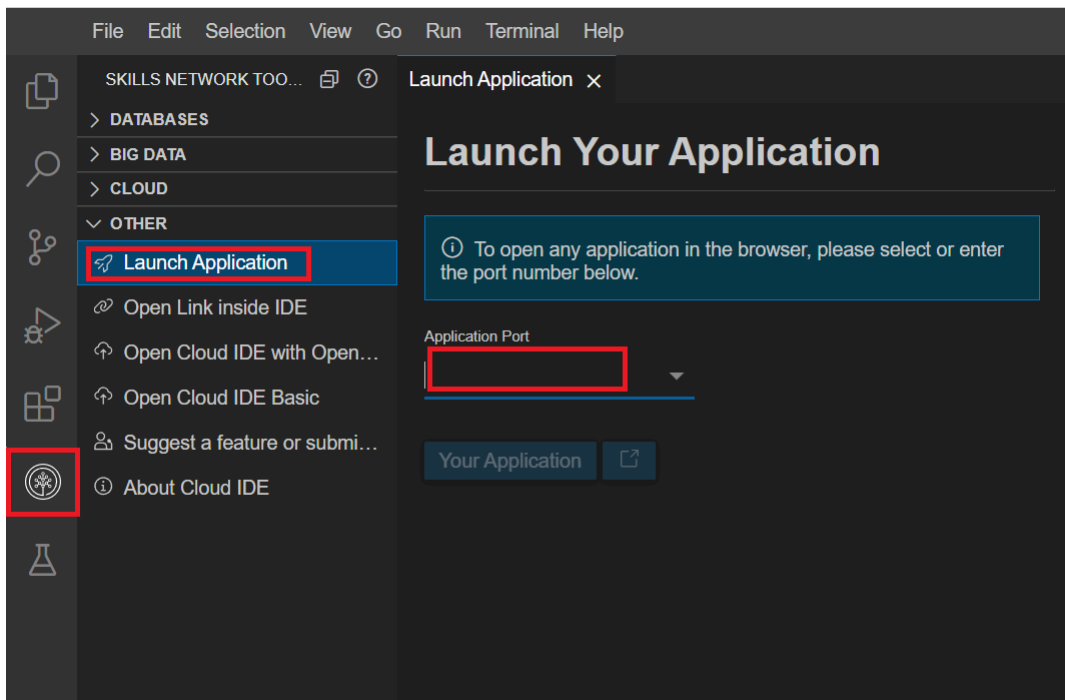 File Edit Selection View Go Run Terminal Help
SKILLS NETWORK TOO...
Launch Application
DATABASES
BIG DATA
CLOUD
OTHER
Launch Application
Open Link inside IDE
Open Cloud IDE with Open...
Open Cloud IDE Basic
Suggest a feature or submi...
About Cloud IDE
Launch Your Application
To open any application in the browser, please select or enter
the port number below.
Application Port
Your Application